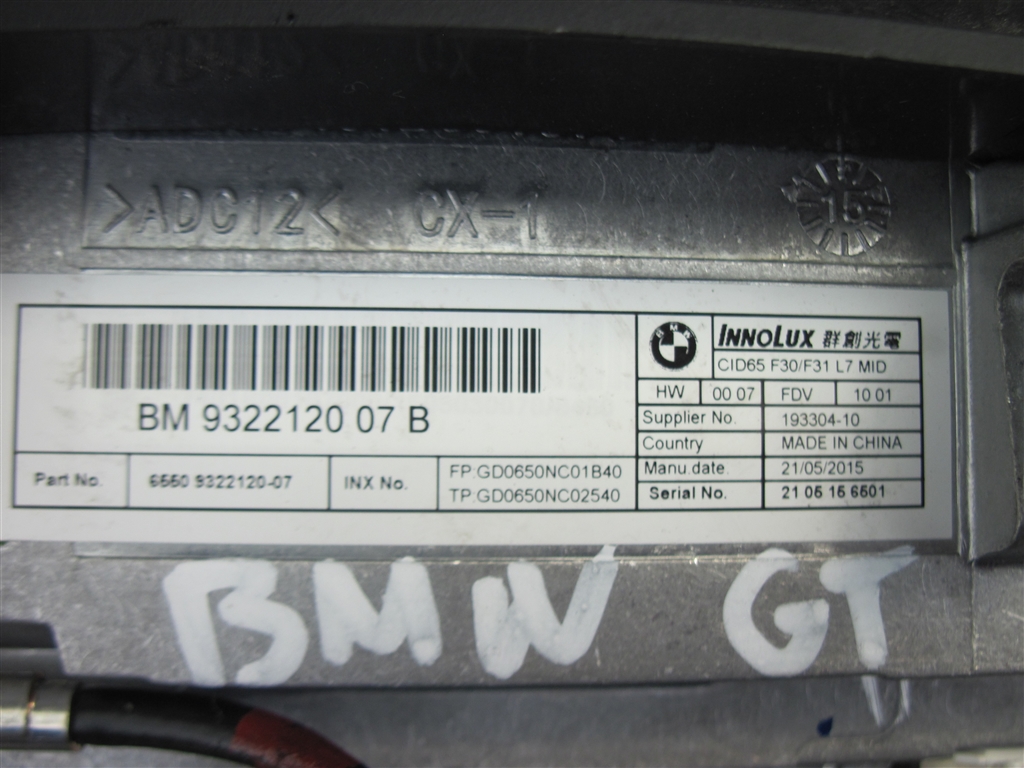 >ADC12< CX-1
15
BM 9322120 07 B
BMW
INNOLUX 群創光電
CID65 F30/F31 L7 MID
HW 00 07 FDV 10 01
Supplier No. 193304-10
Country MADE IN CHINA
Manu.date. 21/05/2015
Serial No. 21 05 15 6501
Part No. 6550 9322120-07 INX No. FP:GD0650NC01B40
TP:GD0650NC02540
BMW GT